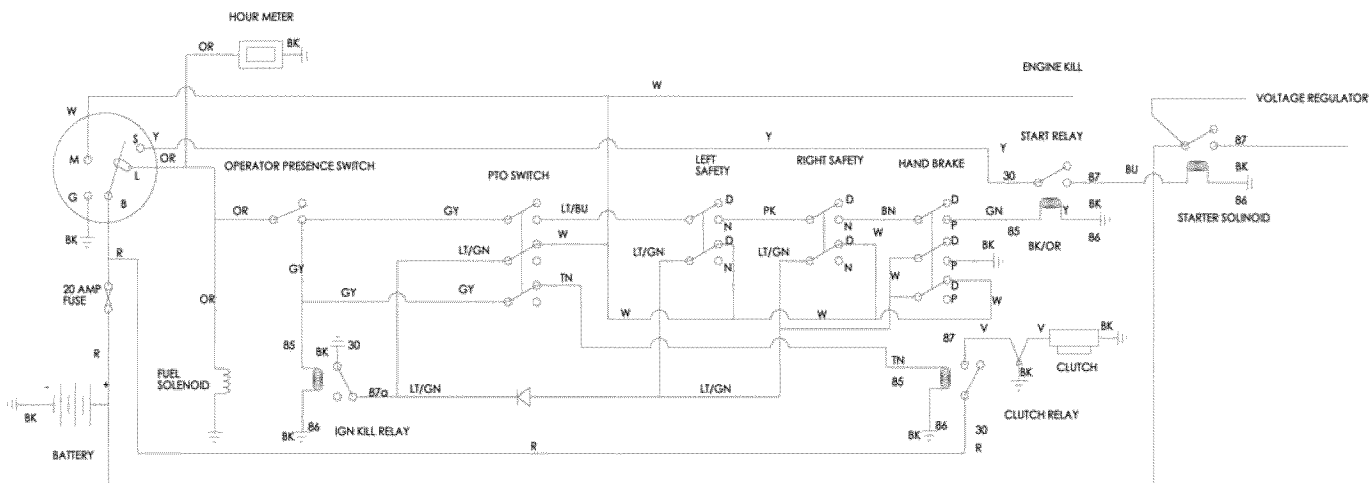 HOUR METER
OR
BK
W
ENGINE KILL
W
VOLTAGE REGULATOR
S
Y
Y
START RELAY
M
OR
L
OPERATOR PRESENCE SWITCH
LEFT
SAFETY
RIGHT SAFETY
HAND BRAKE
Y
87
G
B
PTO SWITCH
30
87
BU
BK
86
STARTER SOLINOID
D
D
D
BK
OR
GY
LT/BU
PK
BN
GN
Y
BK
N
N
P
85
86
BK/OR
W
D
D
W
D
BK
LT/GN
LT/GN
LT/GN
N
N
P
W
D
P
W
BK
R
GY
TN
20 AMP
FUSE
OR
GY
GY
W
W
W
V
V
BK
87
85
BK
30
R
TN
BK
CLUTCH
FUEL
SOLENOID
87a
LT/GN
LT/GN
85
- +
BK
86
BK
IGN KILL RELAY
BK
86
30
CLUTCH RELAY
R
R
BATTERY